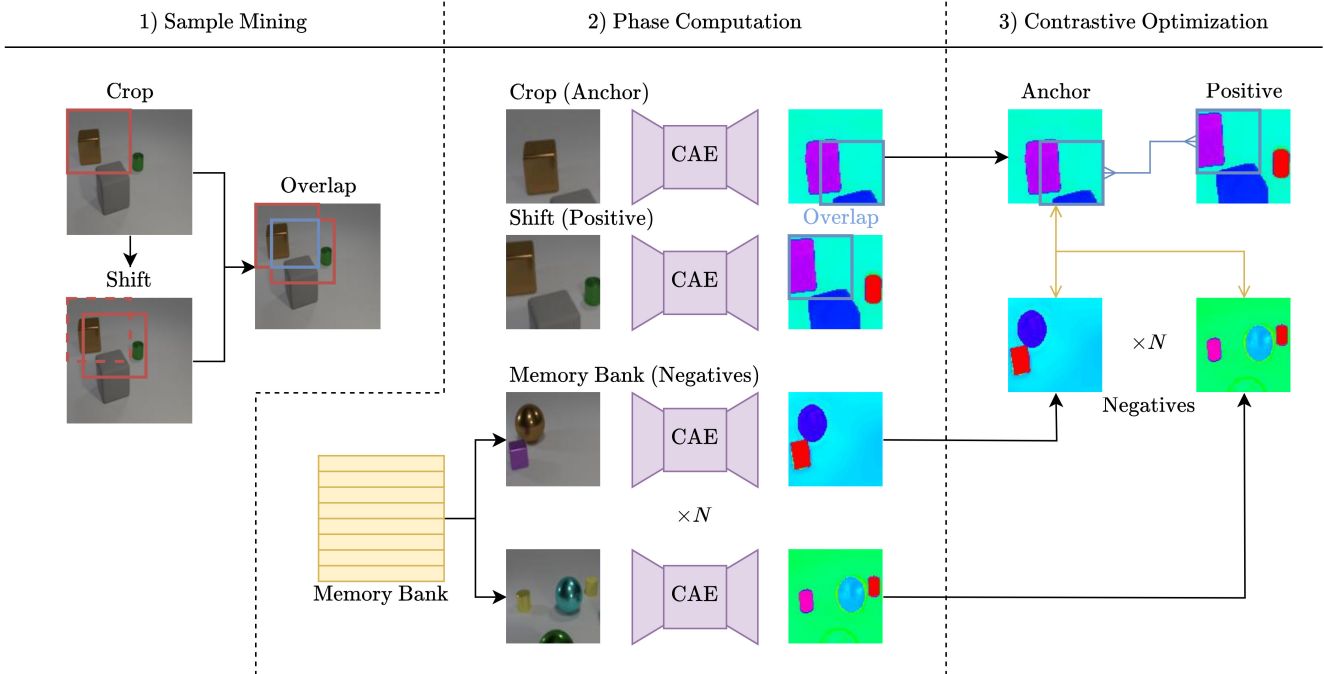 1) Sample Mining
2) Phase Computation
3) Contrastive Optimization
Crop
Shift
Overlap
Crop (Anchor)
CAE
Shift (Positive)
Overlap
CAE
Memory Bank (Negatives)
CAE
×N
CAE
Memory Bank
Anchor
Positive
×N
Negatives